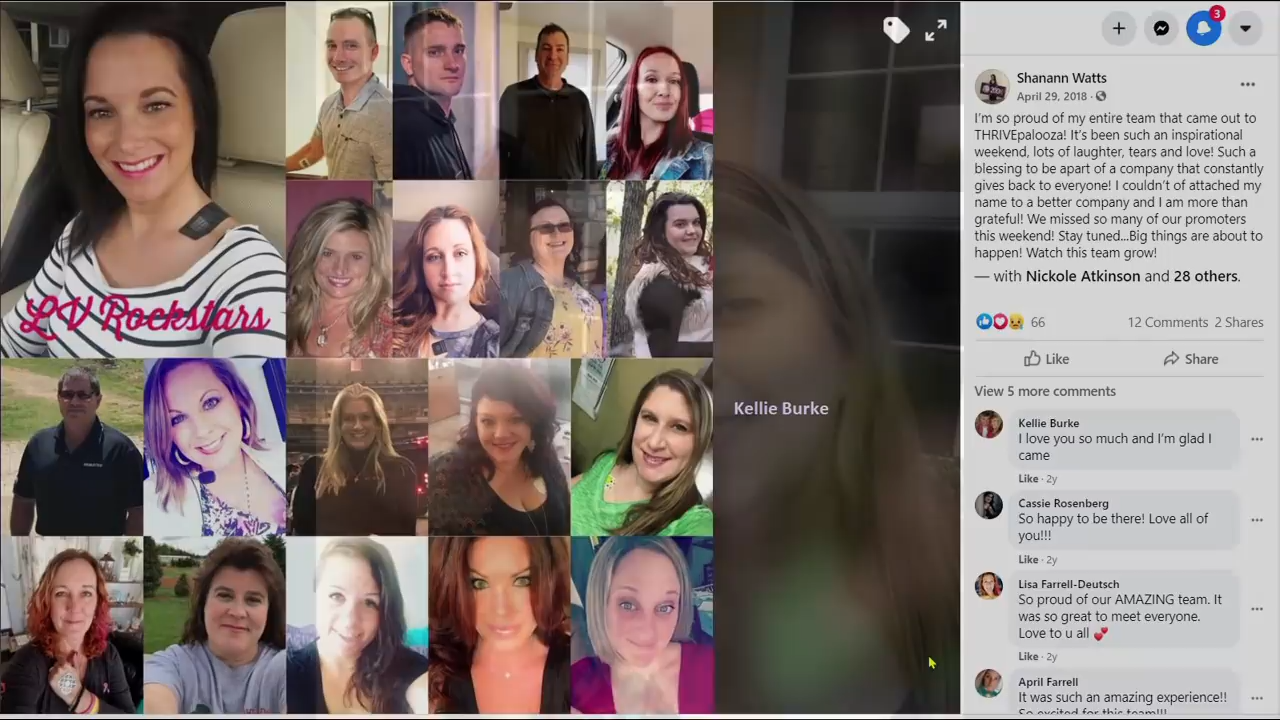 LV Rockstars
Kellie Burke
3
Shanann Watts
April 29, 2018 ·
I'm so proud of my entire team that came out to
THRIVEpalooza! It's been such an inspirational
weekend, lots of laughter, tears and love! Such a
blessing to be apart of a company that constantly
gives back to everyone! I couldn't of attached my
name to a better company and I am more than
grateful! We missed so many of our promoters
this weekend! Stay tuned...Big things are about to
happen! Watch this team grow!
— with Nickole Atkinson and 28 others.
66
12 Comments 2 Shares
Like
Share
View 5 more comments
Kellie Burke
I love you so much and I'm glad I
came
Like · 2y
Cassie Rosenberg
So happy to be there! Love all of
you!!!
Like · 2y
Lisa Farrell-Deutsch
So proud of our AMAZING team. It
was so great to meet everyone.
Love to u all 💕
Like · 2y
April Farrell
It was such an amazing experience!!
So excited for this team!!!